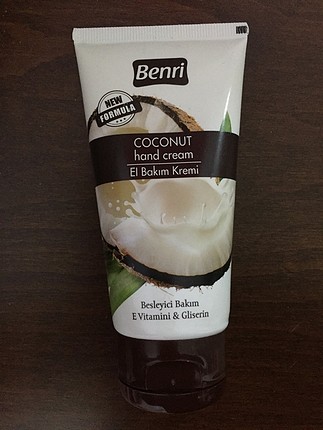 Benri
NEW
FORMULA
COCONUT
hand cream
El Bakım Kremi
Besleyici Bakım
E Vitamini & Gliserin